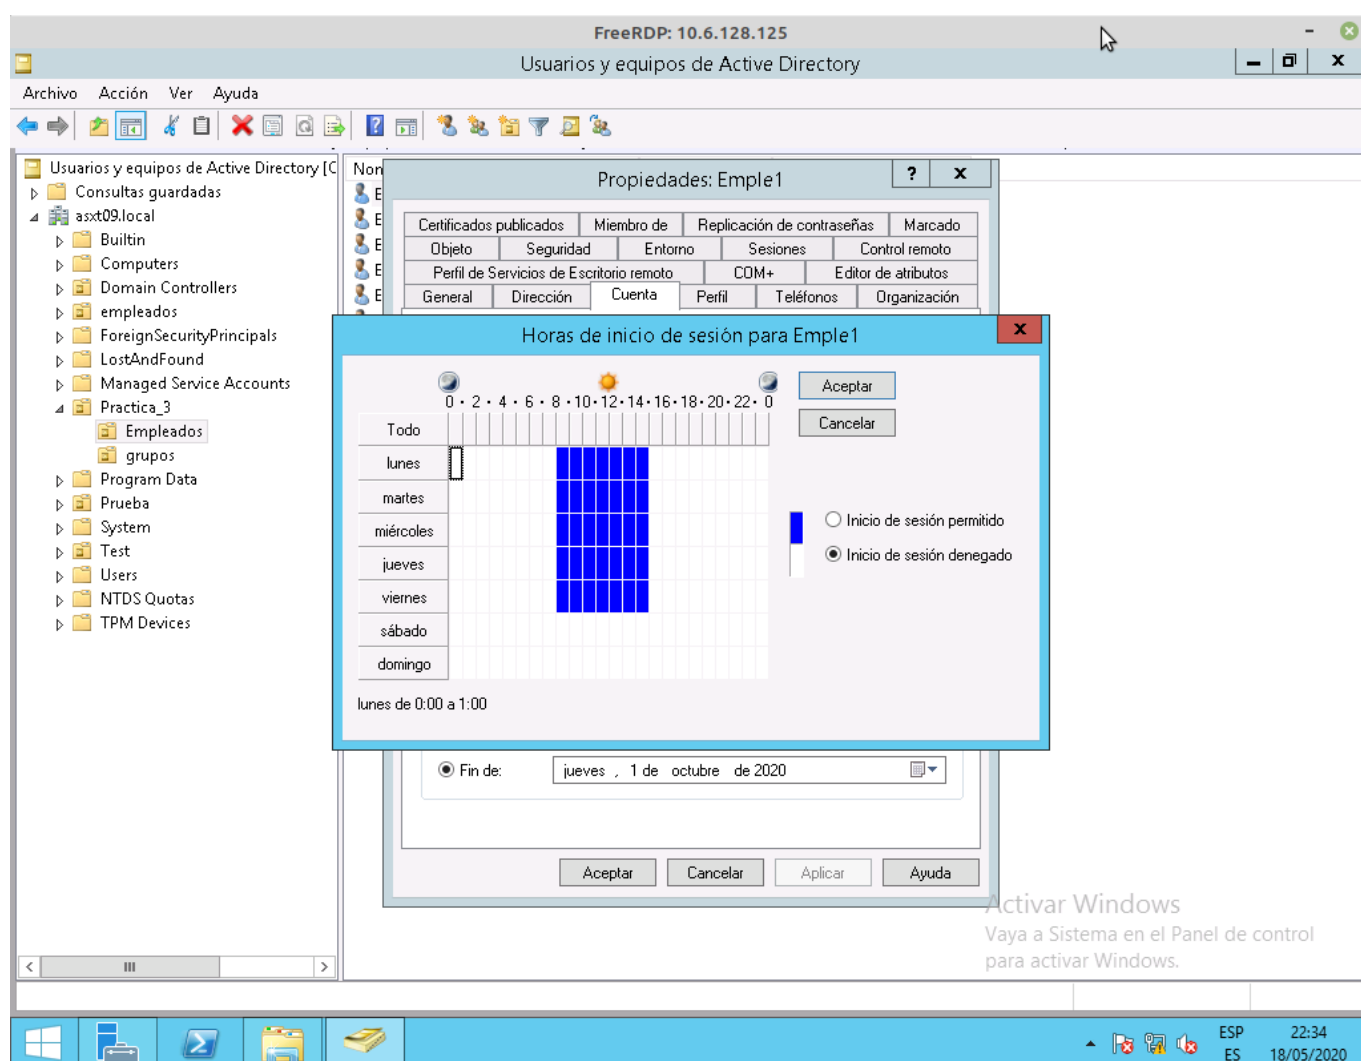 FreeRDP: 10.6.128.125
Usuarios y equipos de Active Directory
Archivo Acción Ver Ayuda
Usuarios y equipos de Active Directory [C
Consultas guardadas
asxt09.local
Builtin
Computers
Domain Controllers
empleados
ForeignSecurityPrincipals
LostAndFound
Managed Service Accounts
Practica_3
Empleados
grupos
Program Data
Prueba
System
Test
Users
NTDS Quotas
TPM Devices
Non
E
E
E
E
E
Propiedades: Emple1
Certificados publicados Miembro de Replicación de contraseñas Marcado
Objeto Seguridad Entorno Sesiones Control remoto
Perfil de Servicios de Escritorio remoto COM+ Editor de atributos
General Dirección Cuenta Perfil Teléfonos Organización
Horas de inicio de sesión para Emple1
0 · 2 · 4 · 6 · 8 · 10 · 12 · 14 · 16 · 18 · 20 · 22 · 0
Aceptar
Cancelar
Todo
lunes
martes
miércoles
jueves
viernes
sábado
domingo
Inicio de sesión permitido
Inicio de sesión denegado
lunes de 0:00 a 1:00
Fin de: jueves , 1 de octubre de 2020
Aceptar Cancelar Aplicar Ayuda
Activar Windows
Vaya a Sistema en el Panel de control
para activar Windows.
ESP 22:34
ES 18/05/2020